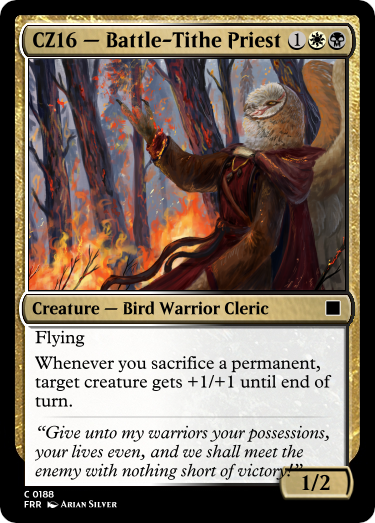 CZ16 — Battle-Tithe Priest 1
Creature — Bird Warrior Cleric
Flying
Whenever you sacrifice a permanent,
target creature gets +1/+1 until end of
turn.
“Give unto my warriors your possessions,
your lives even, and we shall meet the
enemy with nothing short of victory!”
1/2
C 0188
FRR Arian Silver